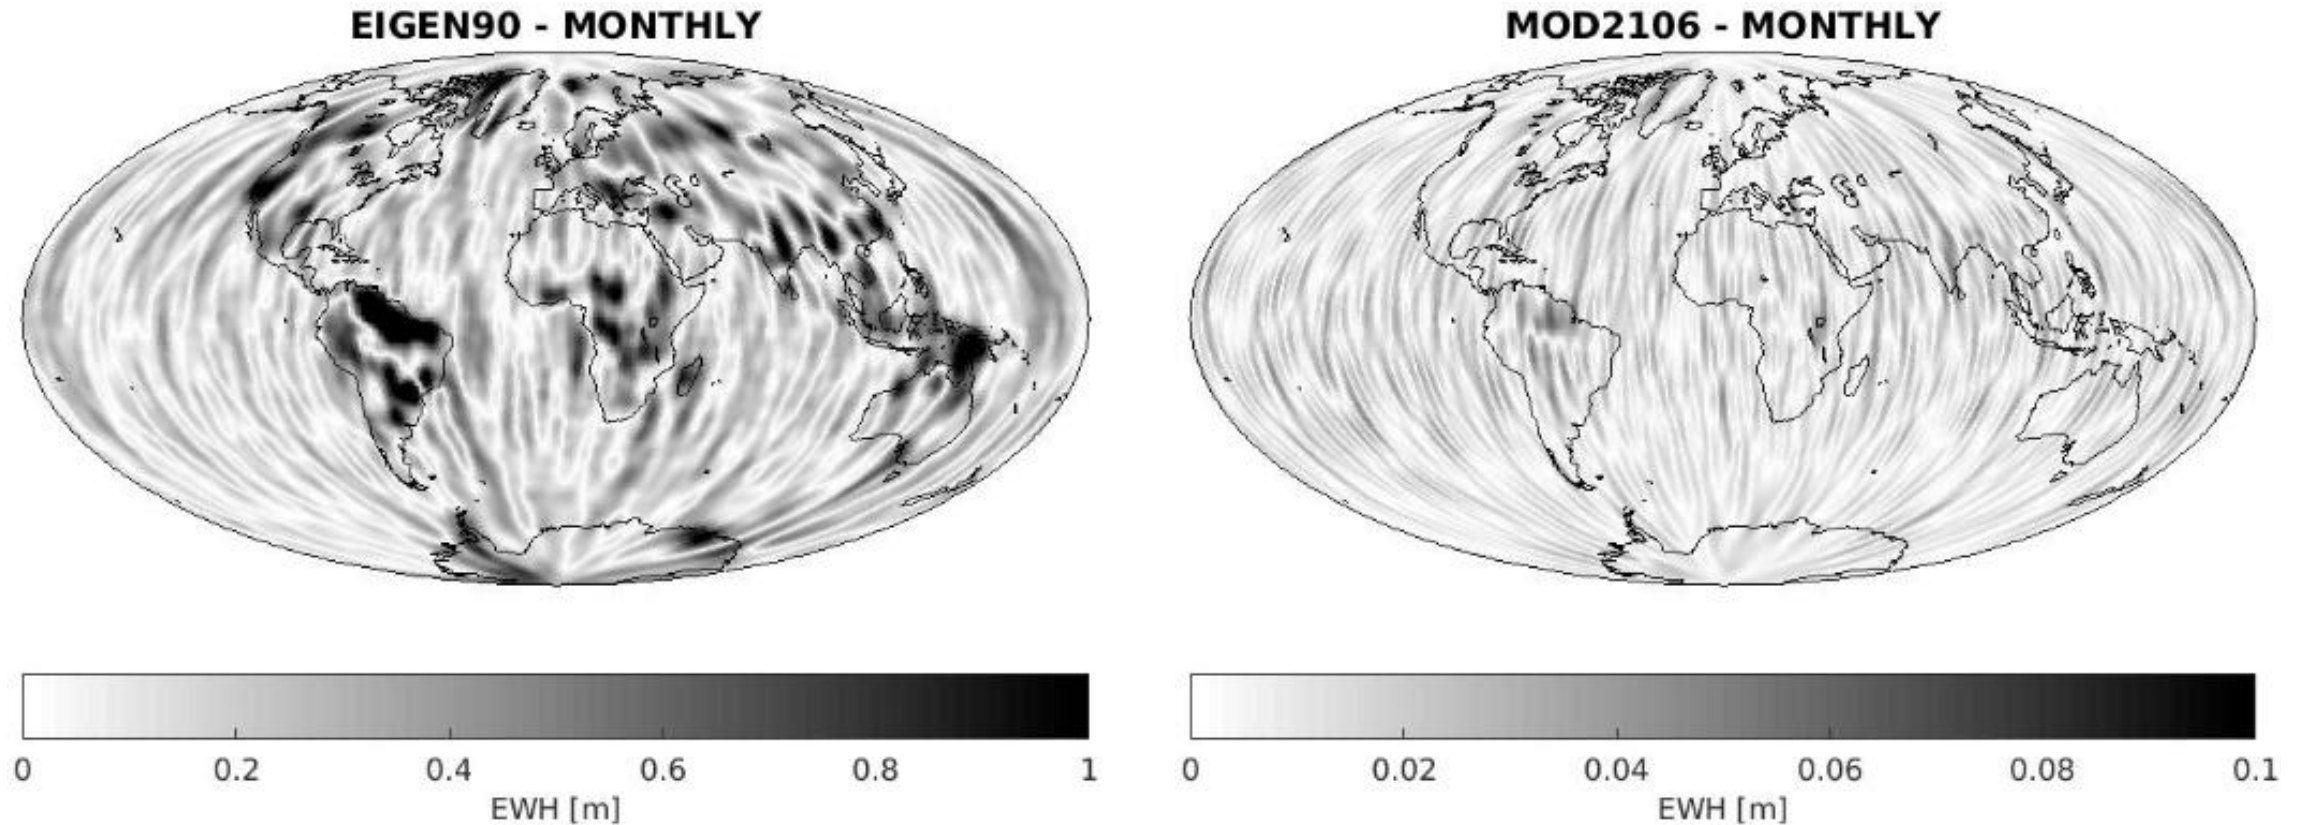 EIGEN90 - MONTHLY
MOD2106 - MONTHLY
0 0.2 0.4 0.6 0.8 1
EWH [m]
0 0.02 0.04 0.06 0.08 0.1
EWH [m]